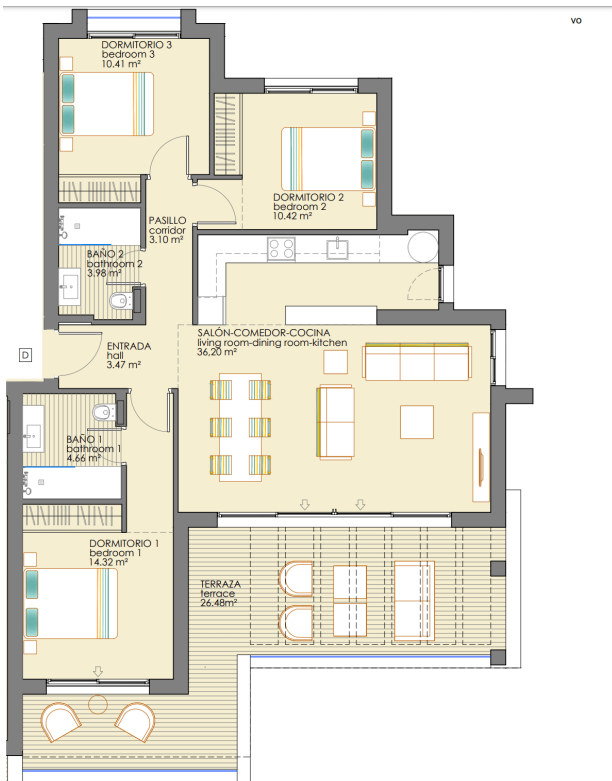 vo
DORMITORIO 3
bedroom 3
10.41 m²
DORMITORIO 2
bedroom 2
10.42 m²
PASILLO
corridor
3.10 m²
BAÑO 2
bathroom 2
3.98 m²
ENTRADA
hall
3.47 m²
SALÓN-COMEDOR-COCINA
living room-dining room-kitchen
36,20 m²
D
BAÑO 1
bathroom 1
4.66 m²
DORMITORIO 1
bedroom 1
14.32 m²
TERRAZA
terrace
26.48m²